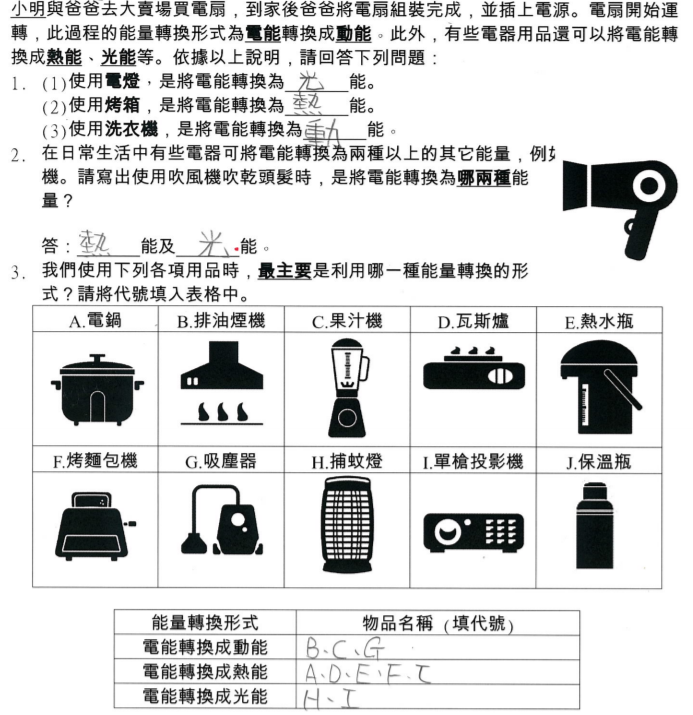 小明與爸爸去大賣場買電扇，到家後爸爸將電扇組裝完成，並插上電源。電扇開始運
轉，此過程的能量轉換形式為電能轉換成動能。此外，有些電器用品還可以將電能轉
換成熱能、光能等。依據以上說明，請回答下列問題：
1. (1)使用電燈，是將電能轉換為 光 能。
(2)使用烤箱，是將電能轉換為 熱 能。
(3)使用洗衣機，是將電能轉換為 動 能。
2. 在日常生活中有些電器可將電能轉換為兩種以上的其它能量，例
機。請寫出使用吹風機吹乾頭髮時，是將電能轉換為哪兩種能
量？
答：熱 能及 光 能。
3. 我們使用下列各項用品時，最主要是利用哪一種能量轉換的形
式？請將代號填入表格中。
A.電鍋 B.排油煙機 C.果汁機 D.瓦斯爐 E.熱水瓶
F.烤麵包機 G.吸塵器 H.捕蚊燈 I.單槍投影機 J.保溫瓶
能量轉換形式 物品名稱（填代號）
電能轉換成動能 B、C、G
電能轉換成熱能 A、D、E、F、
電能轉換成光能 H、I